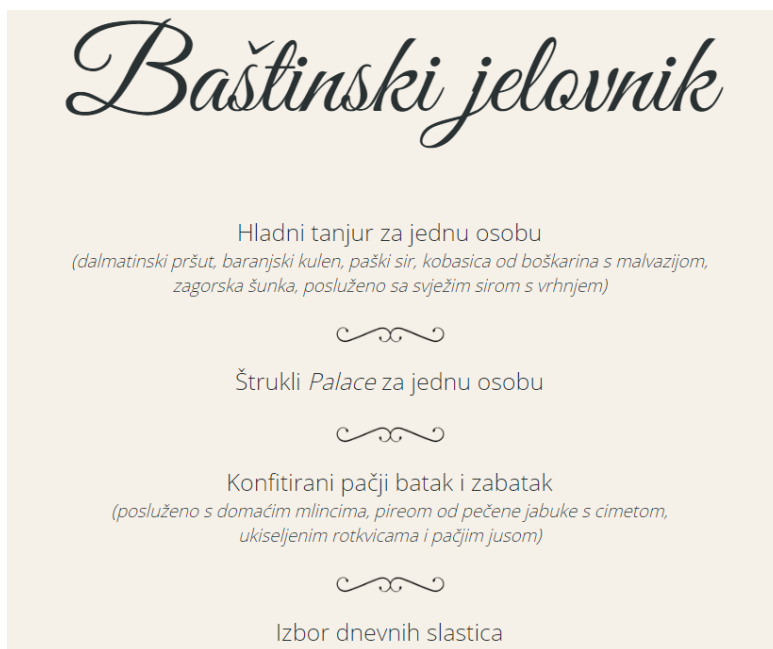 Baštinski jelovnik
Hladni tanjur za jednu osobu
(dalmatinski pršut, baranjski kulen, paški sir, kobasica od boškarina s malvazijom,
zagorska šunka, posluženo sa svježim sirom s vrhnjem)
Štrukli Palace za jednu osobu
Konfitirani pačji batak i zabatak
(posluženo s domaćim mlincima, pireom od pečene jabuke s cimetom,
ukiseljenim rotkvicama i pačjim jusom)
Izbor dnevnih slastica